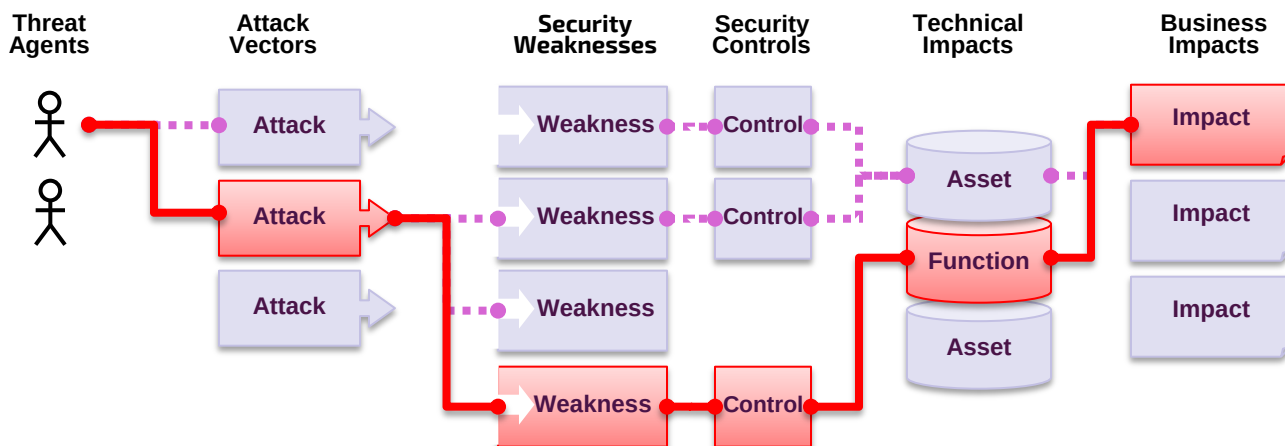 Threat
Agents
Attack
Vectors
Security
Weaknesses
Security
Controls
Technical
Impacts
Business
Impacts
Attack
Weakness
Control
Asset
Impact
Attack
Weakness
Control
Function
Impact
Attack
Weakness
Asset
Impact
Weakness
Control